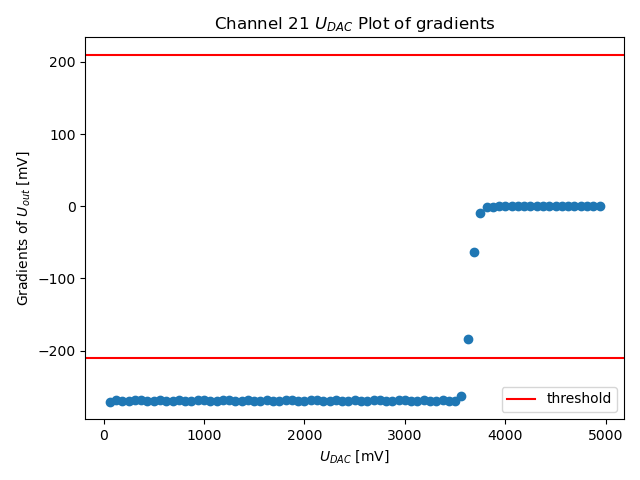 Channel 21 U_DAC Plot of gradients
Gradients of U_out [mV]
200
100
0
−100
−200
threshold
0 1000 2000 3000 4000 5000
U_DAC [mV]